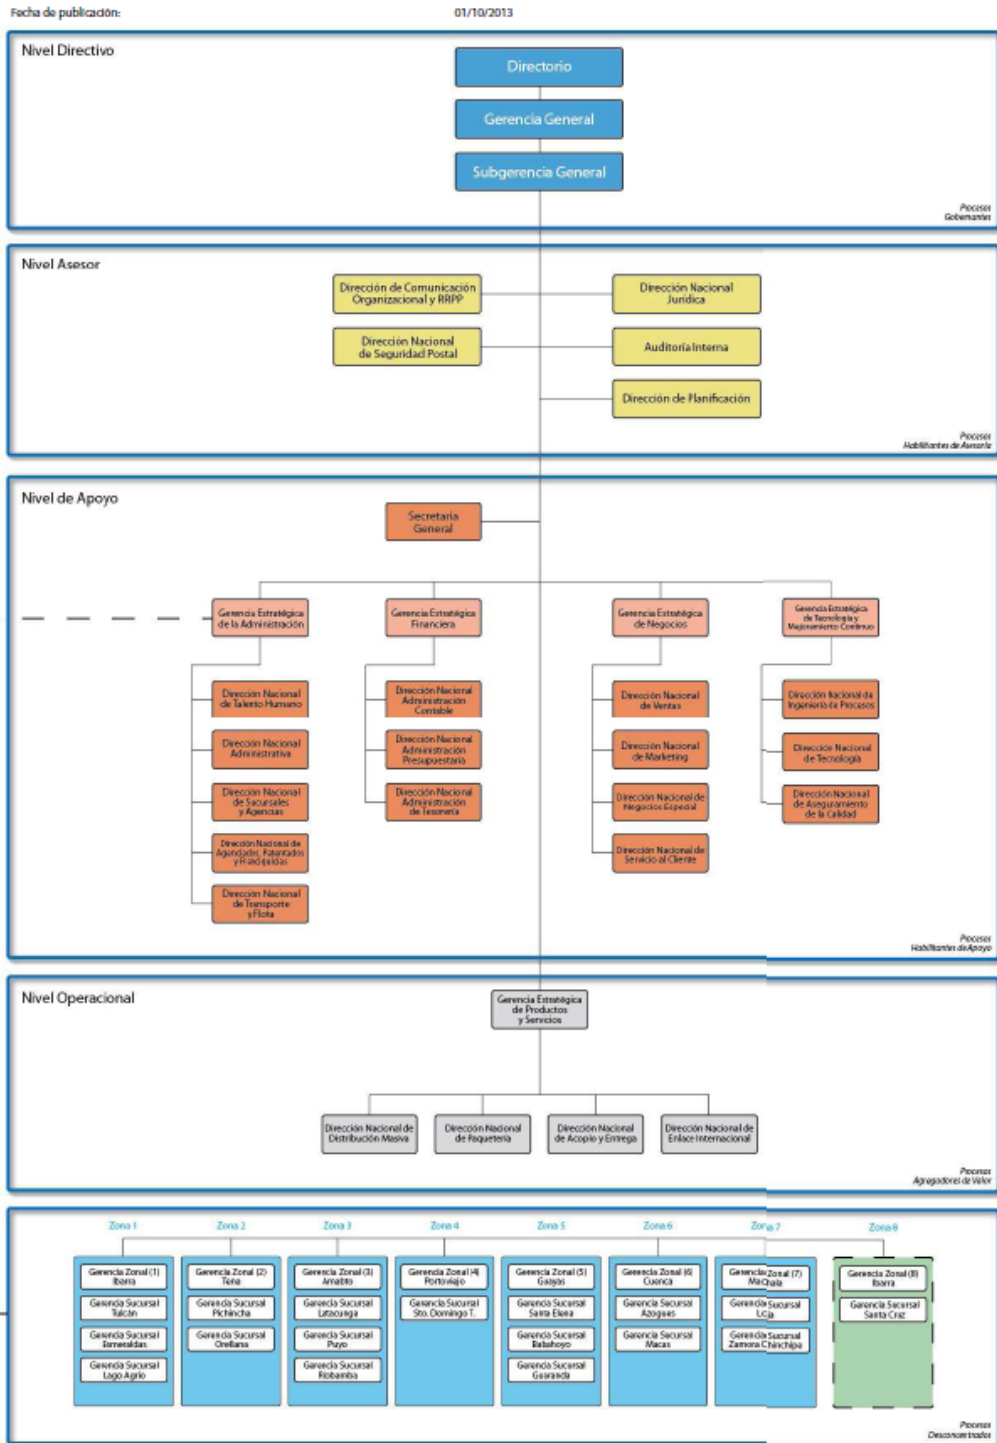 Fecha de publicación: 01/10/2013
Nivel Directivo
Directorio
Gerencia General
Subgerencia General
Procesos
Gobernantes
Nivel Asesor
Dirección de Comunicación
Organizacional y RRPP
Dirección Nacional
Jurídica
Dirección Nacional
de Seguridad Postal
Auditoría Interna
Dirección de Planificación
Procesos
Habilitantes de Asesoría
Nivel de Apoyo
Secretaria
General
Gerencia Estratégica
de la Administración
Gerencia Estratégica
Financiera
Gerencia Estratégica
de Negocios
Gerencia Estratégica
de Tecnología y
Mejoramiento Continuo
Dirección Nacional
de Talento Humano
Dirección Nacional
Administrativa
Dirección Nacional
de Sucursales
y Agencias
Dirección Nacional de
Agenciados, Patentados
y Franquicias
Dirección Nacional
de Transporte
y Flota
Dirección Nacional
Administración
Contable
Dirección Nacional
Administración
Presupuestaria
Dirección Nacional
Administración
de Tesorería
Dirección Nacional
de Ventas
Dirección Nacional
de Marketing
Dirección Nacional de
Negocios Especial
Dirección Nacional de
Servicio al Cliente
Dirección Nacional de
Ingeniería de Procesos
Dirección Nacional
de Tecnología
Dirección Nacional
de Aseguramiento
de la Calidad
Procesos
Habilitantes de Apoyo
Nivel Operacional
Gerencia Estratégica
de Productos
y Servicios
Dirección Nacional de
Distribución Masiva
Dirección Nacional
de Paquetería
Dirección Nacional
de Acopio y Entrega
Dirección Nacional de
Enlace Internacional
Procesos
Agregadores de Valor
Zona 1
Gerencia Zonal (1)
Ibarra
Gerencia Sucursal
Tulcán
Gerencia Sucursal
Esmeraldas
Gerencia Sucursal
Lago Agrio
Zona 2
Gerencia Zonal (2)
Tena
Gerencia Sucursal
Pichincha
Gerencia Sucursal
Orellana
Zona 3
Gerencia Zonal (3)
Amabto
Gerencia Sucursal
Latacunga
Gerencia Sucursal
Puyo
Gerencia Sucursal
Riobamba
Zona 4
Gerencia Zonal (4)
Portoviejo
Gerencia Sucursal
Sto. Domingo T.
Zona 5
Gerencia Zonal (5)
Guayas
Gerencia Sucursal
Santa Elena
Gerencia Sucursal
Babahoyo
Gerencia Sucursal
Guaranda
Zona 6
Gerencia Zonal (6)
Cuenca
Gerencia Sucursal
Azogues
Gerencia Sucursal
Macas
Zona 7
Gerencia Zonal (7)
Machala
Gerencia Sucursal
Loja
Gerencia Sucursal
Zamora Chinchipe
Zona 8
Gerencia Zonal (8)
Ibarra
Gerencia Sucursal
Santa Cruz
Procesos
Desconcentrados